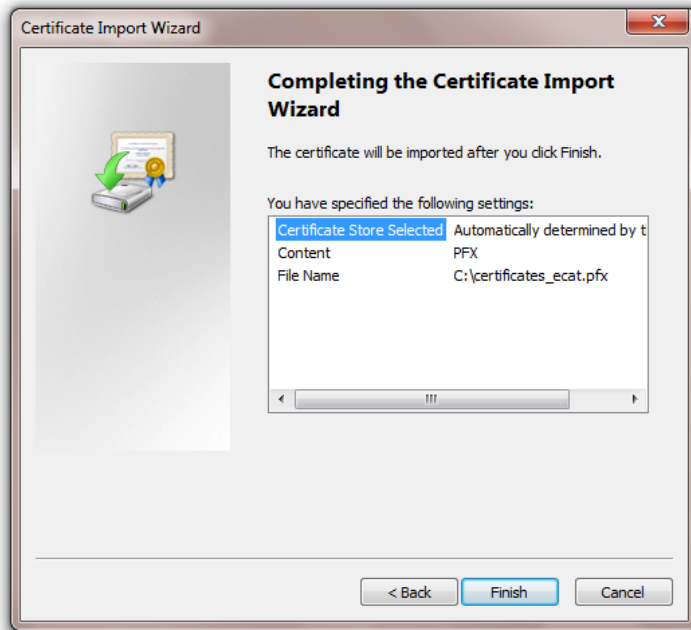 Certificate Import Wizard
Completing the Certificate Import
Wizard
The certificate will be imported after you click Finish.
You have specified the following settings:
Certificate Store Selected Automatically determined by t
Content PFX
File Name C:\certificates_ecat.pfx
< Back Finish Cancel